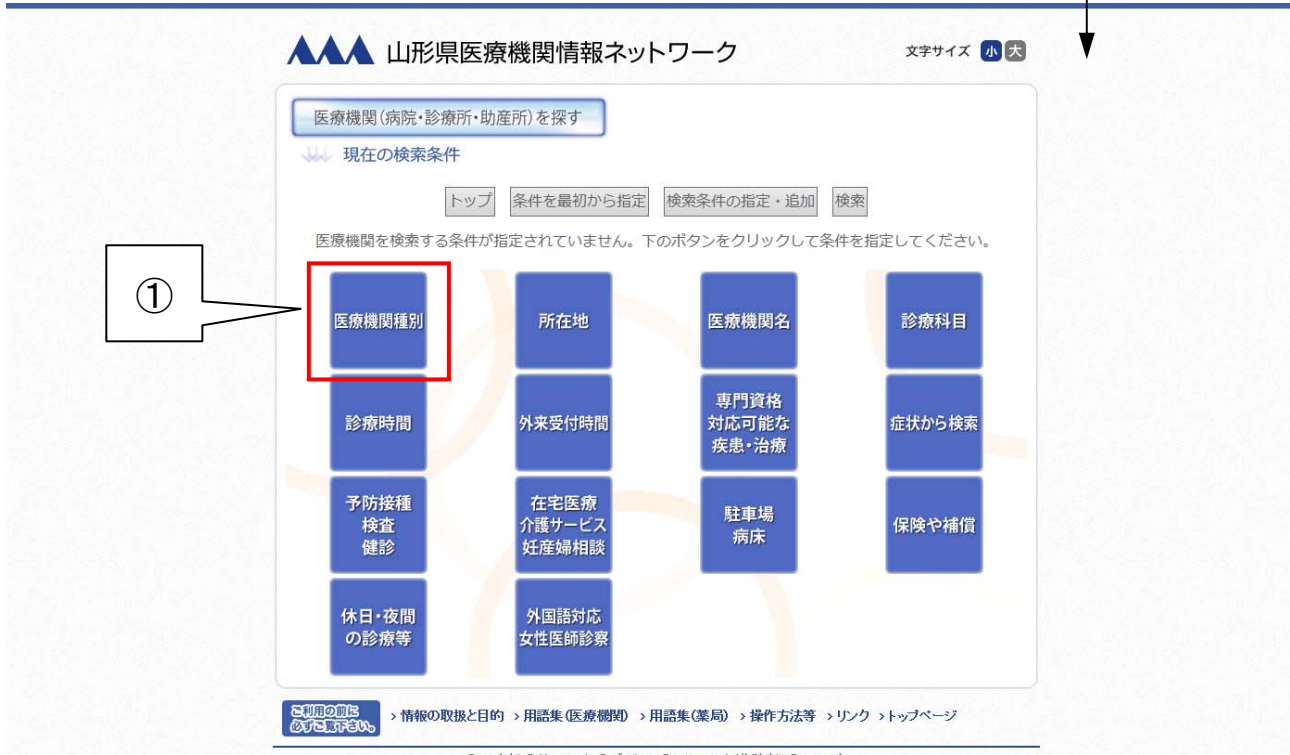 山形県医療機関情報ネットワーク
文字サイズ 小 大
医療機関(病院・診療所・助産所)を探す
現在の検索条件
トップ 条件を最初から指定 検索条件の指定・追加 検索
医療機関を検索する条件が指定されていません。下のボタンをクリックして条件を指定してください。
①
医療機関種別
所在地
医療機関名
診療科目
診療時間
外来受付時間
専門資格
対応可能な
疾患・治療
症状から検索
予防接種
検査
健診
在宅医療
介護サービス
妊産婦相談
駐車場
病床
保険や補償
休日・夜間
の診療等
外国語対応
女性医師診察
ご利用の前に
必ずご覧下さい。
›情報の取扱と目的 ›用語集(医療機関) ›用語集(薬局) ›操作方法等 ›リンク ›トップページ